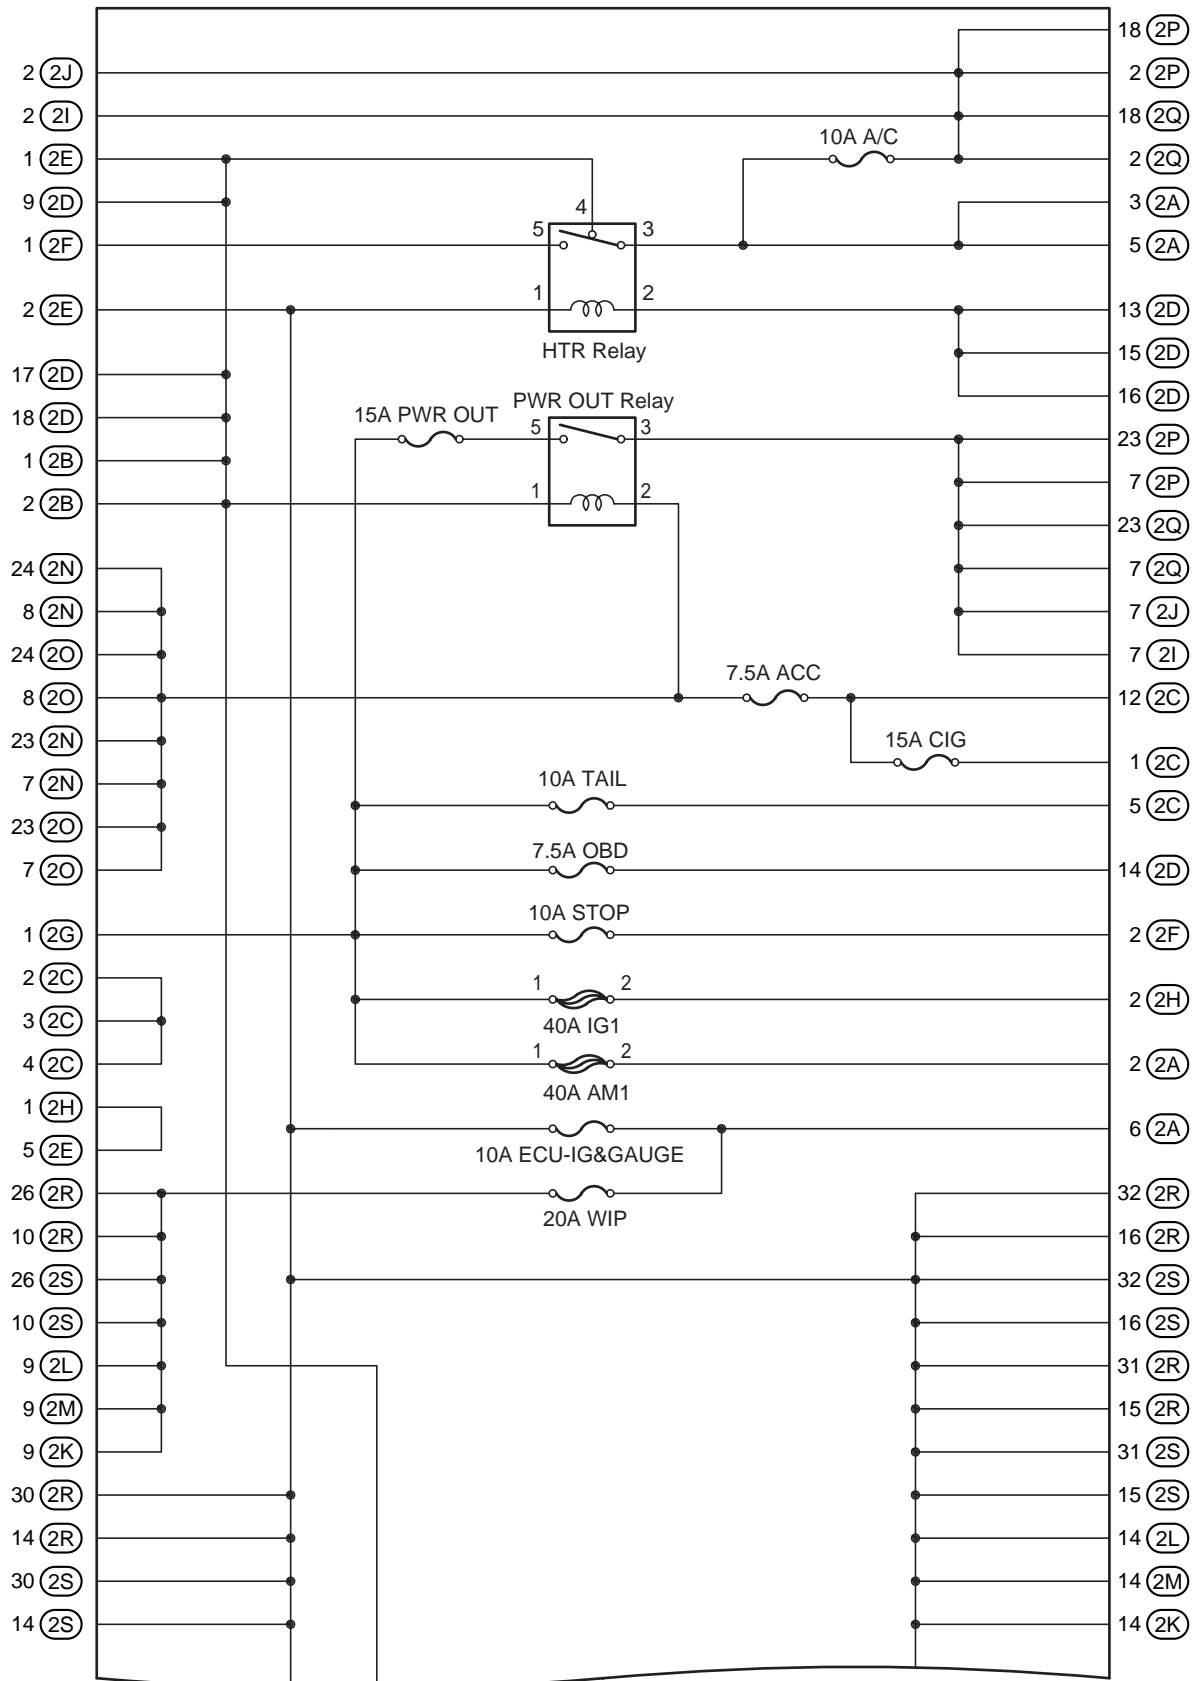 18 2P
2 2J
2 2P
2 2I
18 2Q
10A A/C
1 2E
2 2Q
9 2D
3 2A
4
5
3
1 2F
5 2A
1
2
2 2E
13 2D
HTR Relay
15 2D
17 2D
16 2D
PWR OUT Relay
15A PWR OUT
18 2D
5
3
23 2P
1 2B
7 2P
1
2
2 2B
23 2Q
24 2N
7 2Q
8 2N
7 2J
24 2O
7 2I
7.5A ACC
8 2O
12 2C
23 2N
15A CIG
1 2C
10A TAIL
7 2N
5 2C
23 2O
7.5A OBD
7 2O
14 2D
10A STOP
1 2G
2 2F
2 2C
1
2
2 2H
3 2C
40A IG1
1
2
4 2C
2 2A
40A AM1
1 2H
6 2A
5 2E
10A ECU-IG&GAUGE
26 2R
32 2R
20A WIP
10 2R
16 2R
26 2S
32 2S
10 2S
16 2S
9 2L
31 2R
9 2M
15 2R
9 2K
31 2S
30 2R
15 2S
14 2R
14 2L
30 2S
14 2M
14 2S
14 2K